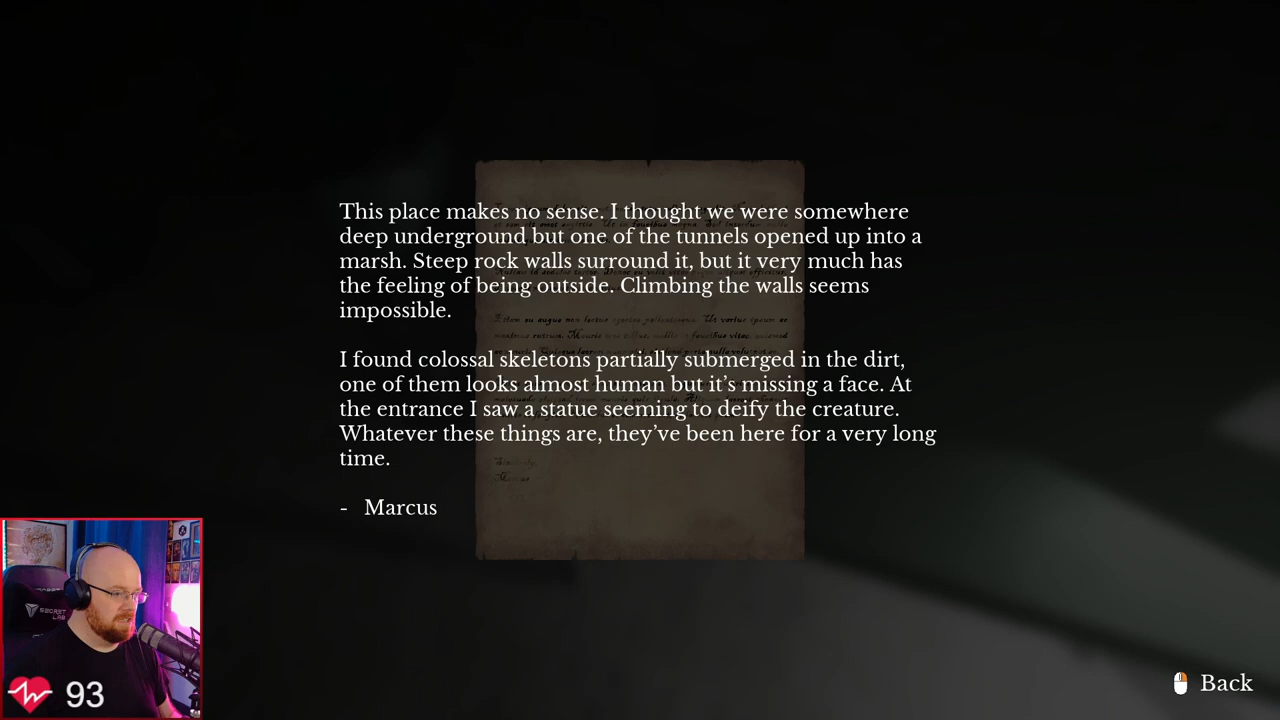 This place makes no sense. I thought we were somewhere
deep underground but one of the tunnels opened up into a
marsh. Steep rock walls surround it, but it very much has
the feeling of being outside. Climbing the walls seems
impossible.
I found colossal skeletons partially submerged in the dirt,
one of them looks almost human but it's missing a face. At
the entrance I saw a statue seeming to deify the creature.
Whatever these things are, they've been here for a very long
time.
- Marcus
SECRET
LAB
93
Back